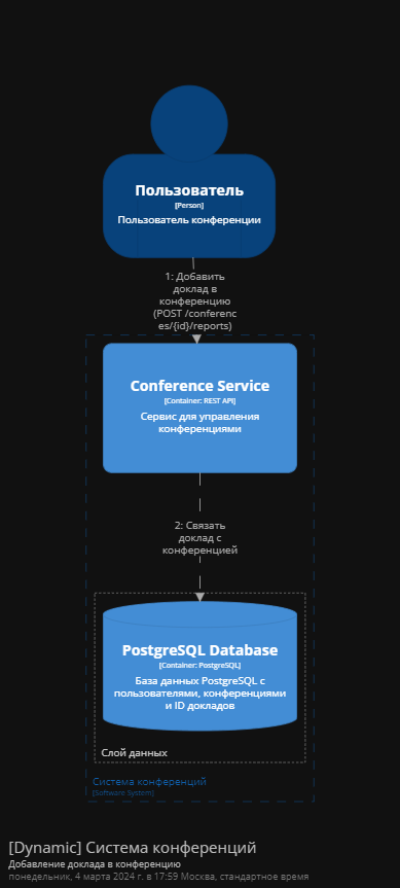 Пользователь
[Person]
Пользователь конференции
1: Добавить
доклад в
конференцию
(POST /conferenc
es/{id}/reports)
Conference Service
[Container: REST API]
Сервис для управления
конференциями
2: Связать
доклад с
конференцией
PostgreSQL Database
[Container: PostgreSQL]
База данных PostgreSQL с
пользователями, конференциями
и ID докладов
Слой данных
Система конференций
[Software System]
[Dynamic] Система конференций
Добавление доклада в конференцию
понедельник, 4 марта 2024 г. в 17:59 Москва, стандартное время